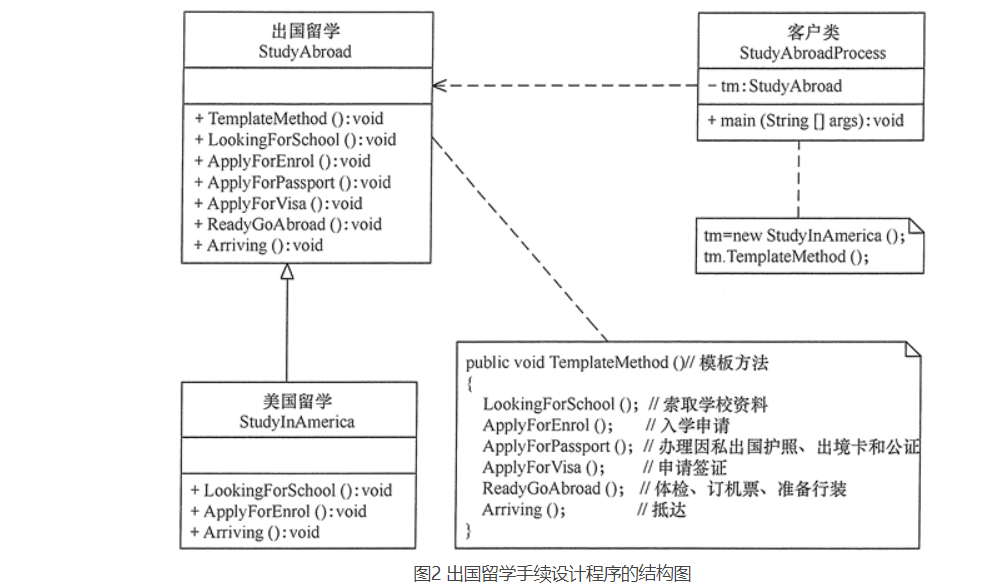 出国留学
StudyAbroad
+ TemplateMethod ():void
+ LookingForSchool ():void
+ ApplyForEnrol ():void
+ ApplyForPassport ():void
+ ApplyForVisa ():void
+ ReadyGoAbroad ():void
+ Arriving ():void
客户类
StudyAbroadProcess
- tm:StudyAbroad
+ main (String [] args):void
tm=new StudyInAmerica ();
tm.TemplateMethod ();
美国留学
StudyInAmerica
+ LookingForSchool ():void
+ ApplyForEnrol ():void
+ Arriving ():void
public void TemplateMethod ()// 模板方法
{
LookingForSchool (); // 索取学校资料
ApplyForEnrol (); // 入学申请
ApplyForPassport (); // 办理因私出国护照、出境卡和公证
ApplyForVisa (); // 申请签证
ReadyGoAbroad (); // 体检、订机票、准备行装
Arriving (); // 抵达
}
图2 出国留学手续设计程序的结构图